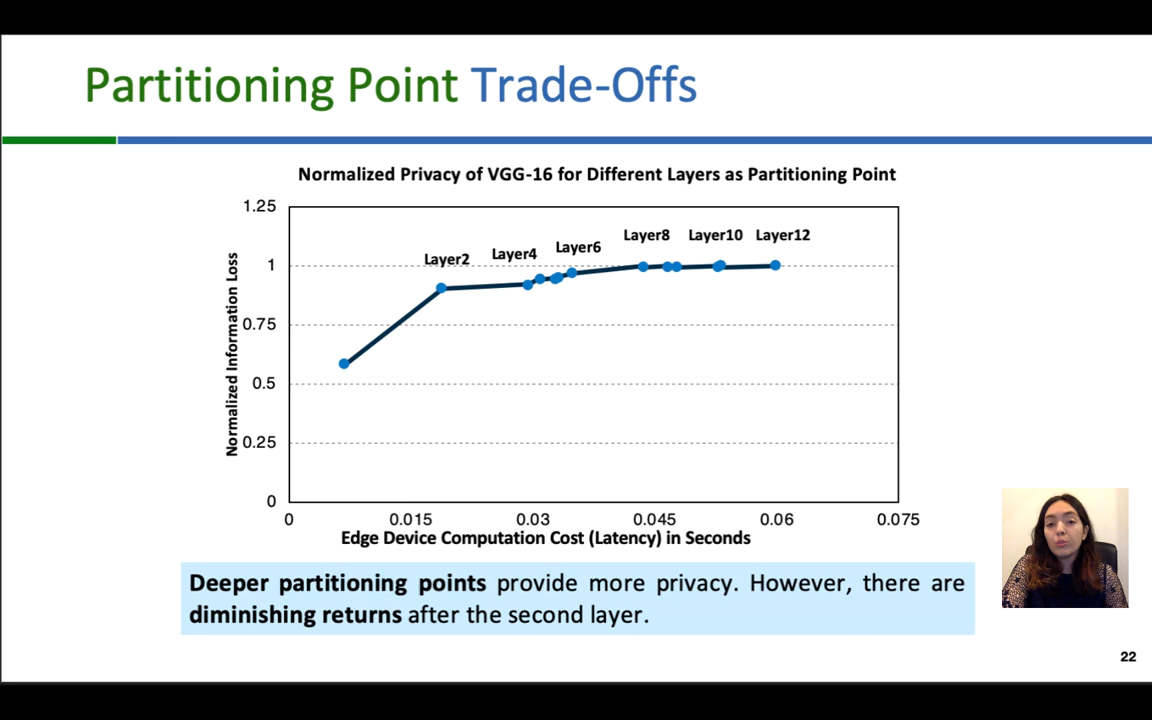 Partitioning Point Trade-Offs
Normalized Privacy of VGG-16 for Different Layers as Partitioning Point
1.25
1
0.75
0.5
0.25
0
Normalized Information Loss
Layer2
Layer4
Layer6
Layer8
Layer10
Layer12
0
0.015
0.03
0.045
0.06
0.075
Edge Device Computation Cost (Latency) in Seconds
Deeper partitioning points provide more privacy. However, there are
diminishing returns after the second layer.
22